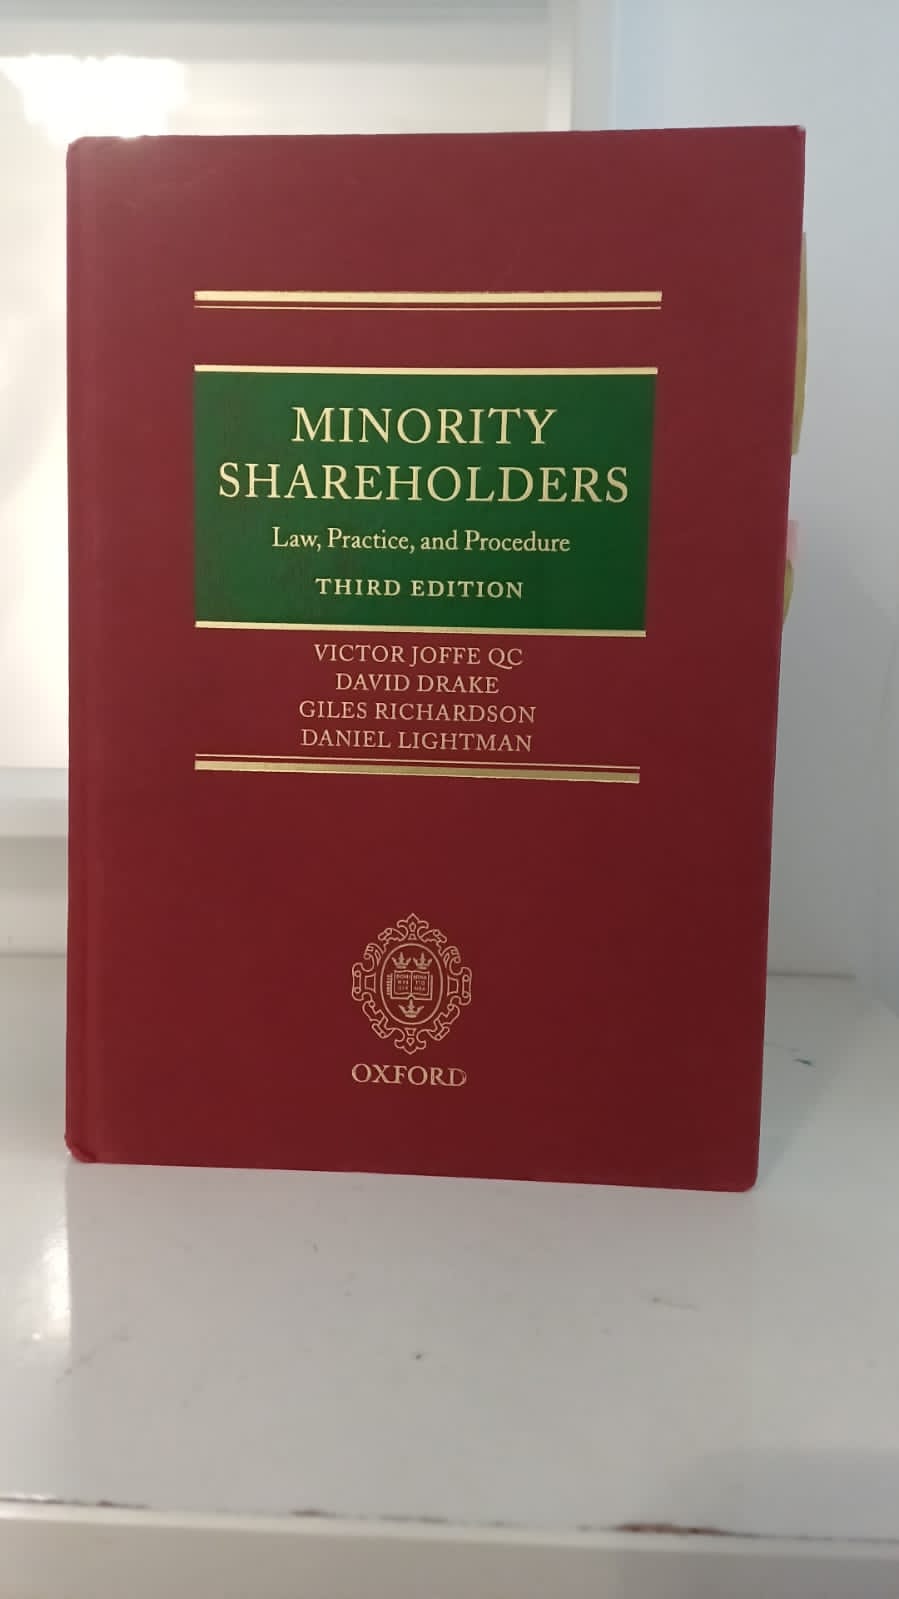 MINORITY
SHAREHOLDERS
Law, Practice, and Procedure
THIRD EDITION
VICTOR JOFFE QC
DAVID DRAKE
GILES RICHARDSON
DANIEL LIGHTMAN
OXFORD